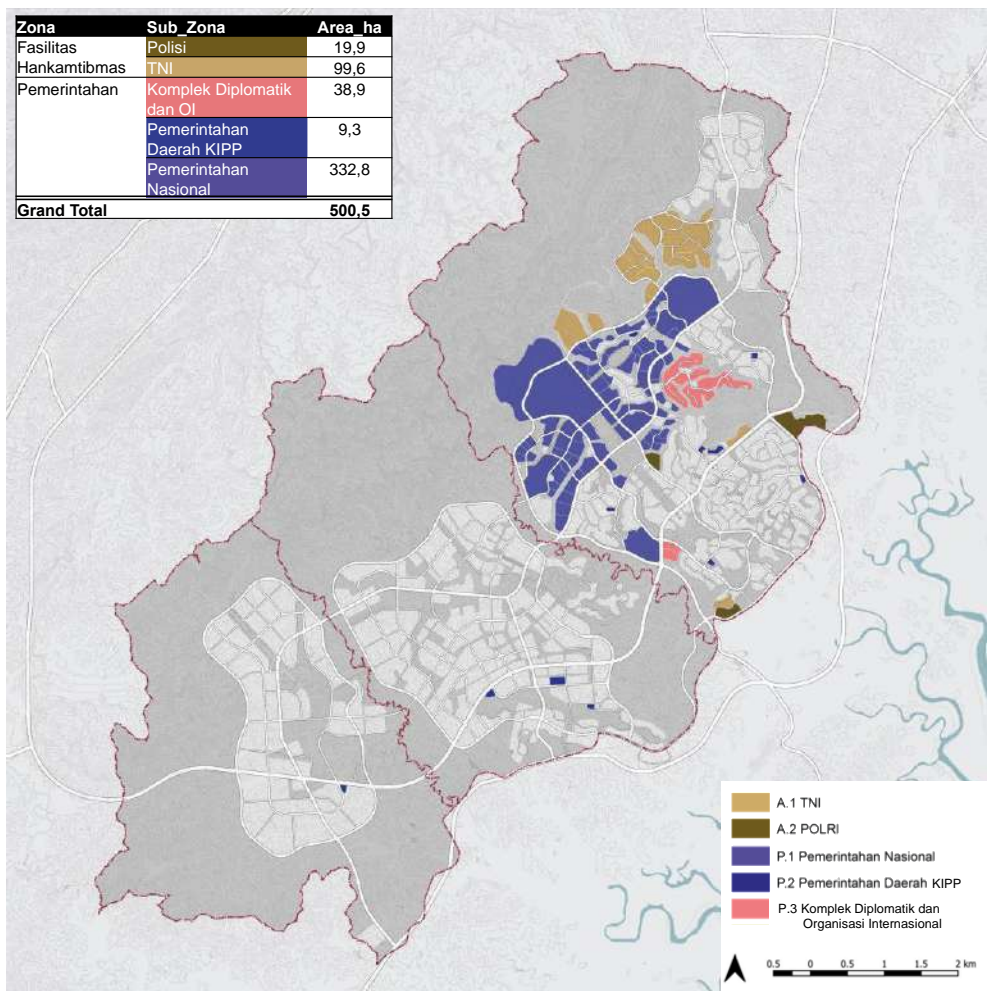 Zona Sub_Zona Area_ha
Fasilitas Polisi 19,9
Hankamtibmas TNI 99,6
Pemerintahan Komplek Diplomatik 38,9
dan OI
Pemerintahan 9,3
Daerah KIPP
Pemerintahan 332,8
Nasional
Grand Total 500,5
A.1 TNI
A.2 POLRI
P.1 Pemerintahan Nasional
P.2 Pemerintahan Daerah KIPP
P.3 Komplek Diplomatik dan
Organisasi Internasional
0.5 0 0.5 1 1.5 2 km